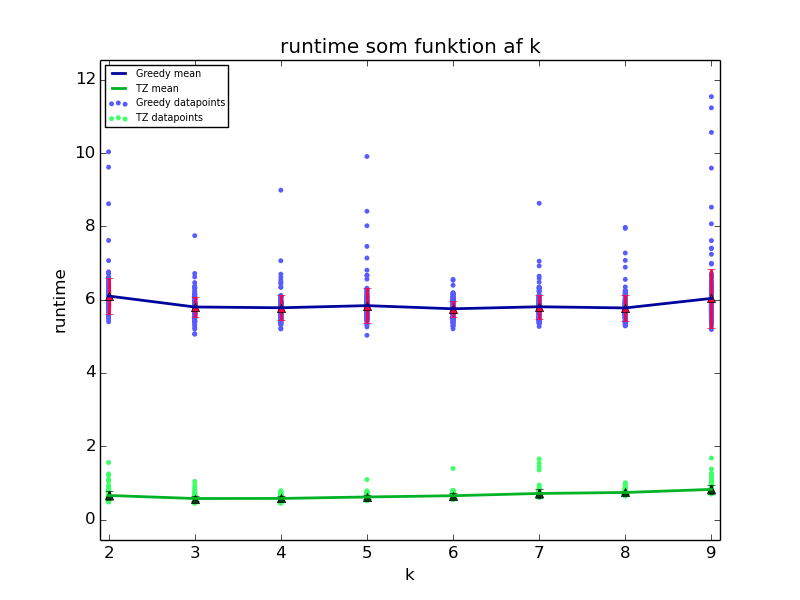 runtime som funktion af k
Greedy mean
TZ mean
Greedy datapoints
TZ datapoints
12
10
8
6
4
2
0
runtime
2 3 4 5 6 7 8 9
k